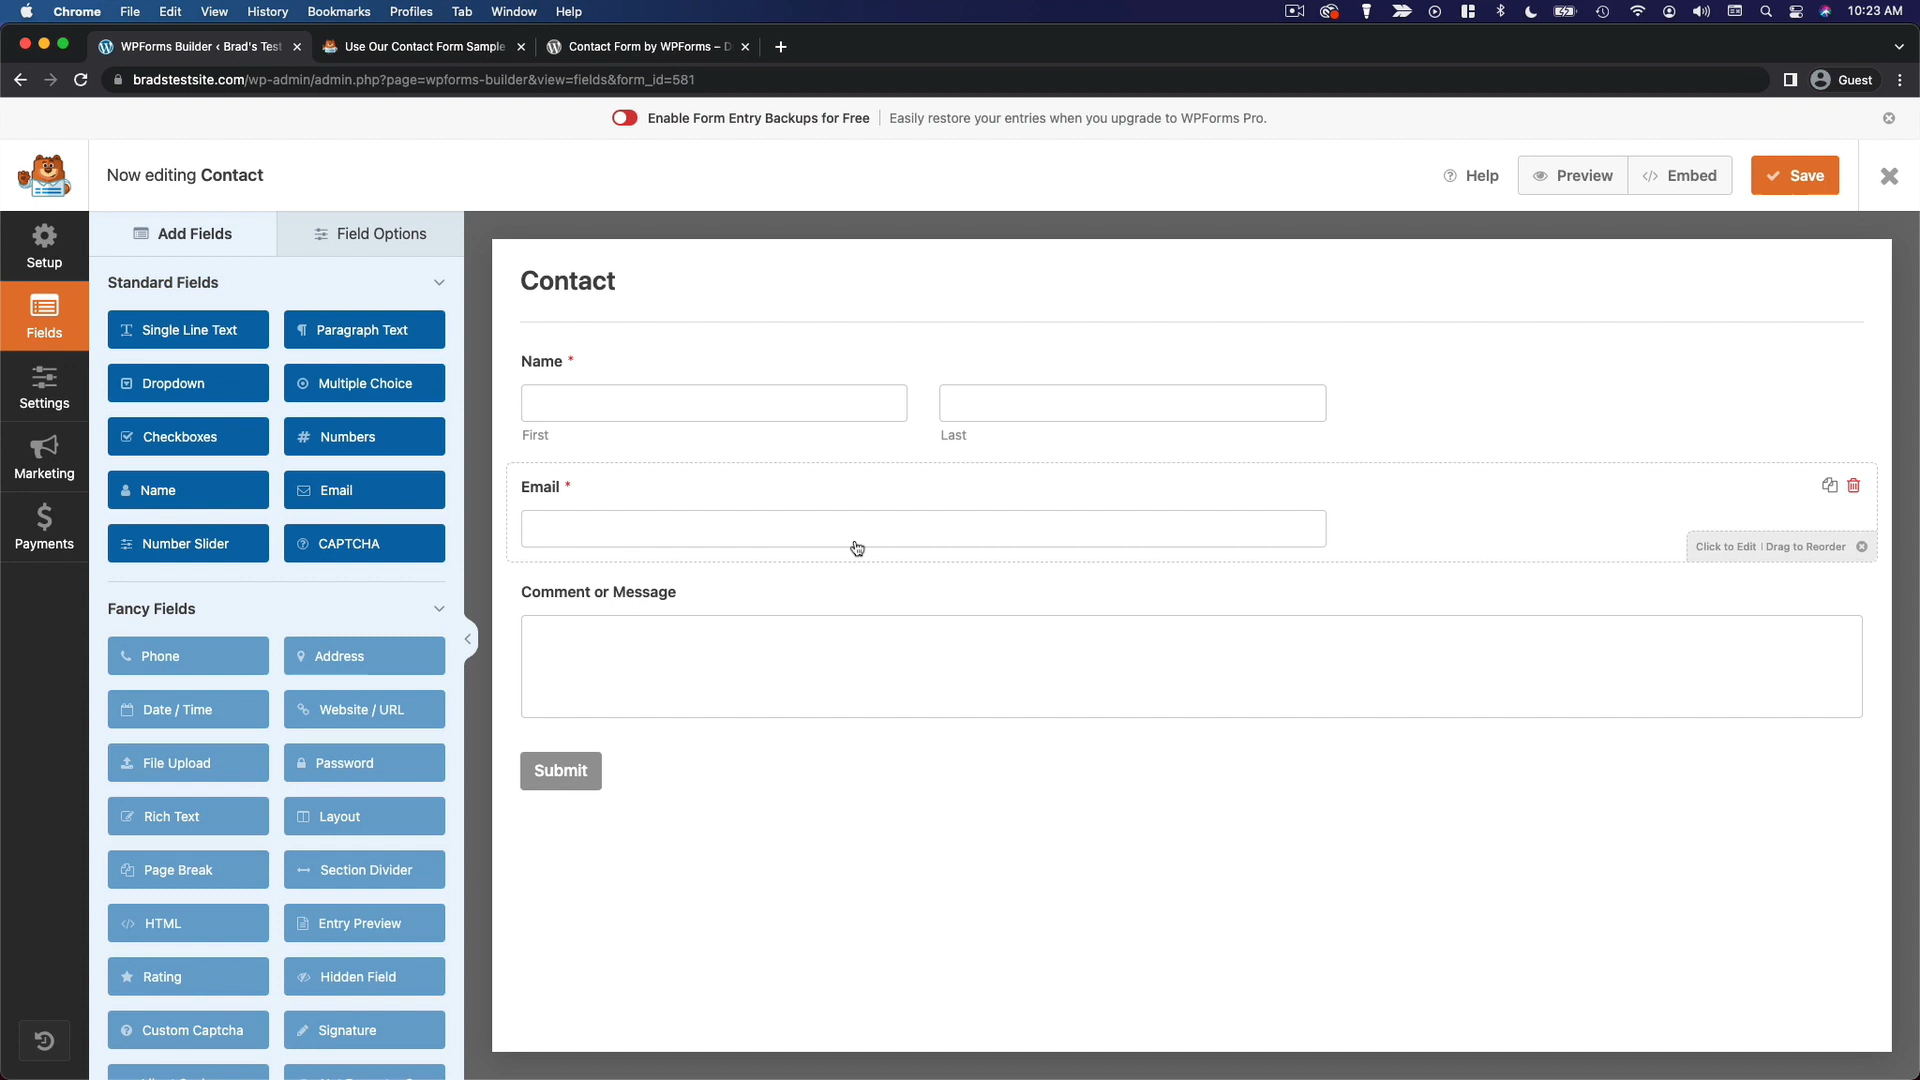 Chrome File Edit View History Bookmarks Profiles Tab Window Help 10:23 AM
WPForms Builder ‹ Brad's Test Use Our Contact Form Sample Contact Form by WPForms –
bradstestsite.com/wp-admin/admin.php?page=wpforms-builder&view=fields&form_id=581 Guest
Enable Form Entry Backups for Free Easily restore your entries when you upgrade to WPForms Pro.
Now editing Contact Help Preview Embed Save
Setup
Fields
Settings
Marketing
Payments
Add Fields Field Options
Standard Fields
Single Line Text Paragraph Text
Dropdown Multiple Choice
Checkboxes Numbers
Name Email
Number Slider CAPTCHA
Fancy Fields
Phone Address
Date / Time Website / URL
File Upload Password
Rich Text Layout
Page Break Section Divider
HTML Entry Preview
Rating Hidden Field
Custom Captcha Signature
Contact
Name *
First Last
Email *
Click to Edit | Drag to Reorder
Comment or Message
Submit